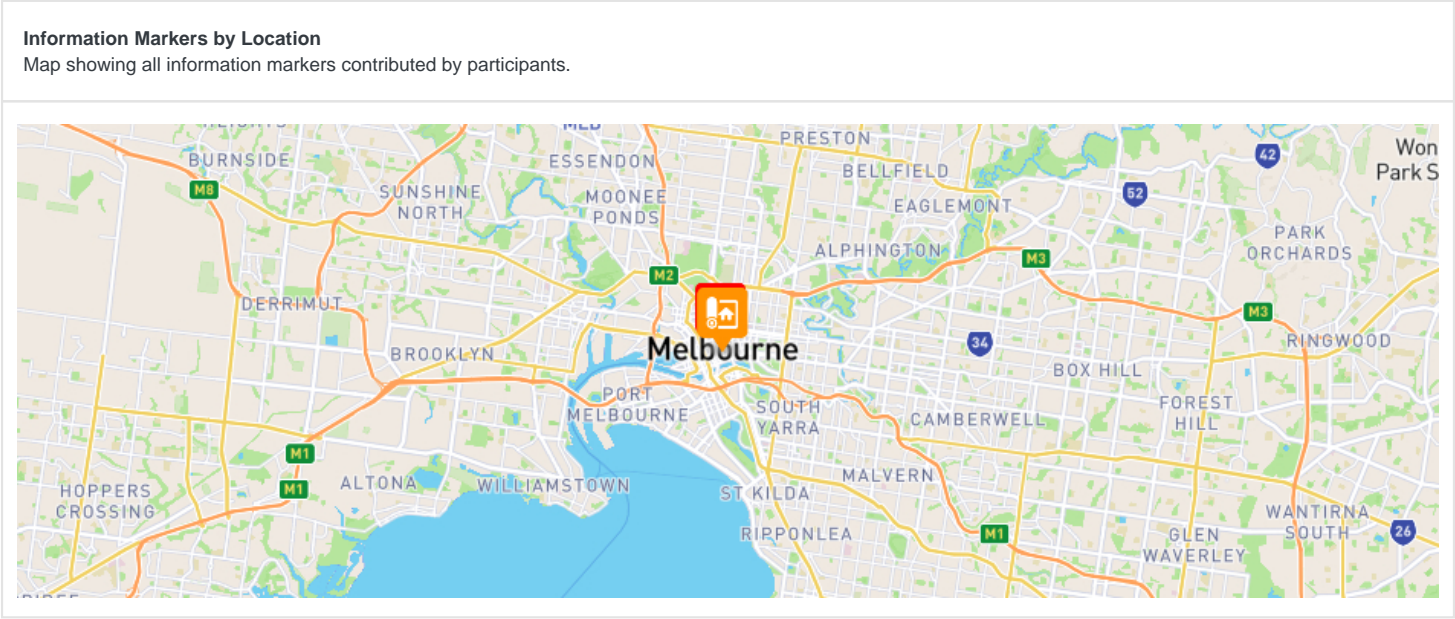 Information Markers by Location
Map showing all information markers contributed by participants.
PRESTON
42
Won
Park S
BURNSIDE
M8
ESSENDON
BELLFIELD
SUNSHINE
NORTH
MOONEE
PONDS
52
EAGLEMONT
PARK
ORCHARDS
ALPHINGTON
M3
M2
DERRIMUT
M3
Melbourne
34
RINGWOOD
BROOKLYN
BOX HILL
PORT
MELBOURNE
SOUTH
YARRA
CAMBERWELL
FOREST
HILL
M1
MALVERN
HOPPERS
CROSSING
M1
ALTONA
WILLIAMSTOWN
ST KILDA
RIPPONLEA
M1
GLEN
WAVERLEY
WANTIRNA
SOUTH
26